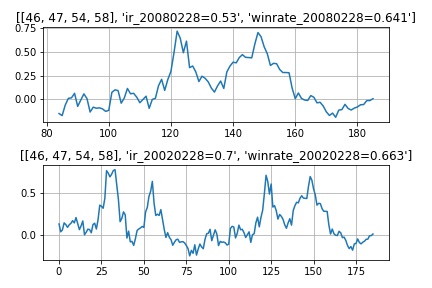 [[46, 47, 54, 58], 'ir_20080228=0.53', 'winrate_20080228=0.641']
0.75
0.50
0.25
0.00
80 100 120 140 160 180
[[46, 47, 54, 58], 'ir_20020228=0.7', 'winrate_20020228=0.663']
0.5
0.0
0 25 50 75 100 125 150 175